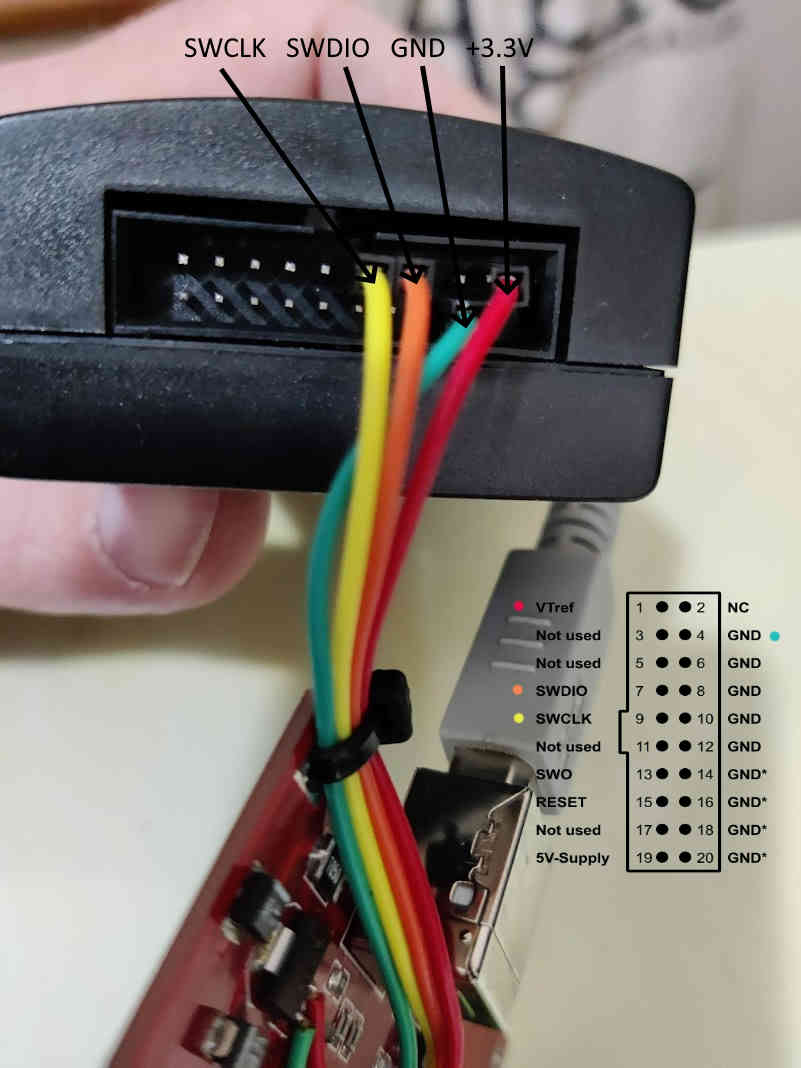 SWCLK SWDIO GND +3.3V
VTref 1 2 NC
Not used 3 4 GND
Not used 5 6 GND
SWDIO 7 8 GND
SWCLK 9 10 GND
Not used 11 12 GND
SWO 13 14 GND*
RESET 15 16 GND*
Not used 17 18 GND*
5V-Supply 19 20 GND*